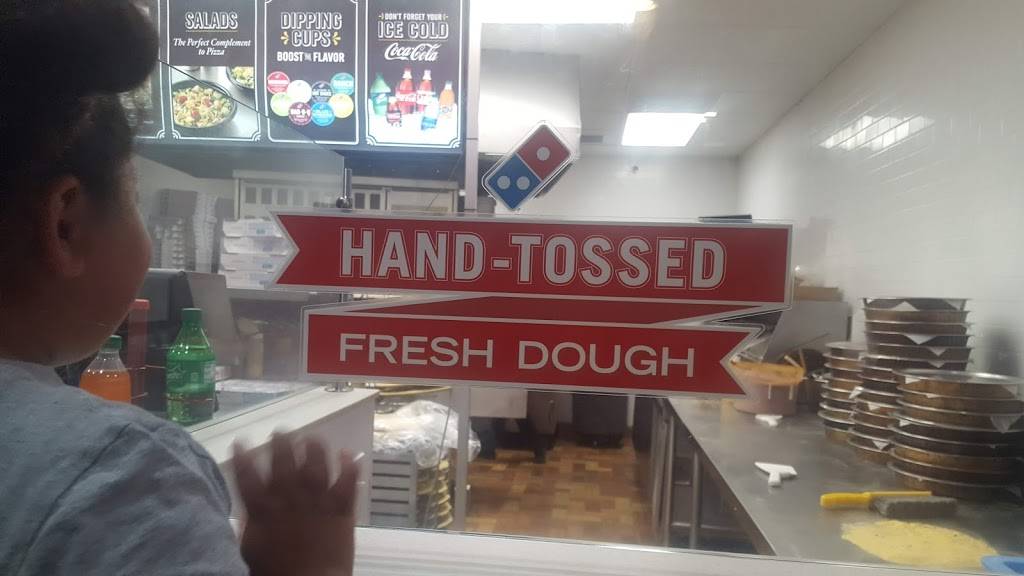 SALADS
The Perfect Complement
to Pizza
DIPPING
CUPS
BOOST THE FLAVOR
DON'T FORGET YOUR
ICE COLD
Coca-Cola
HAND-TOSSED
FRESH DOUGH